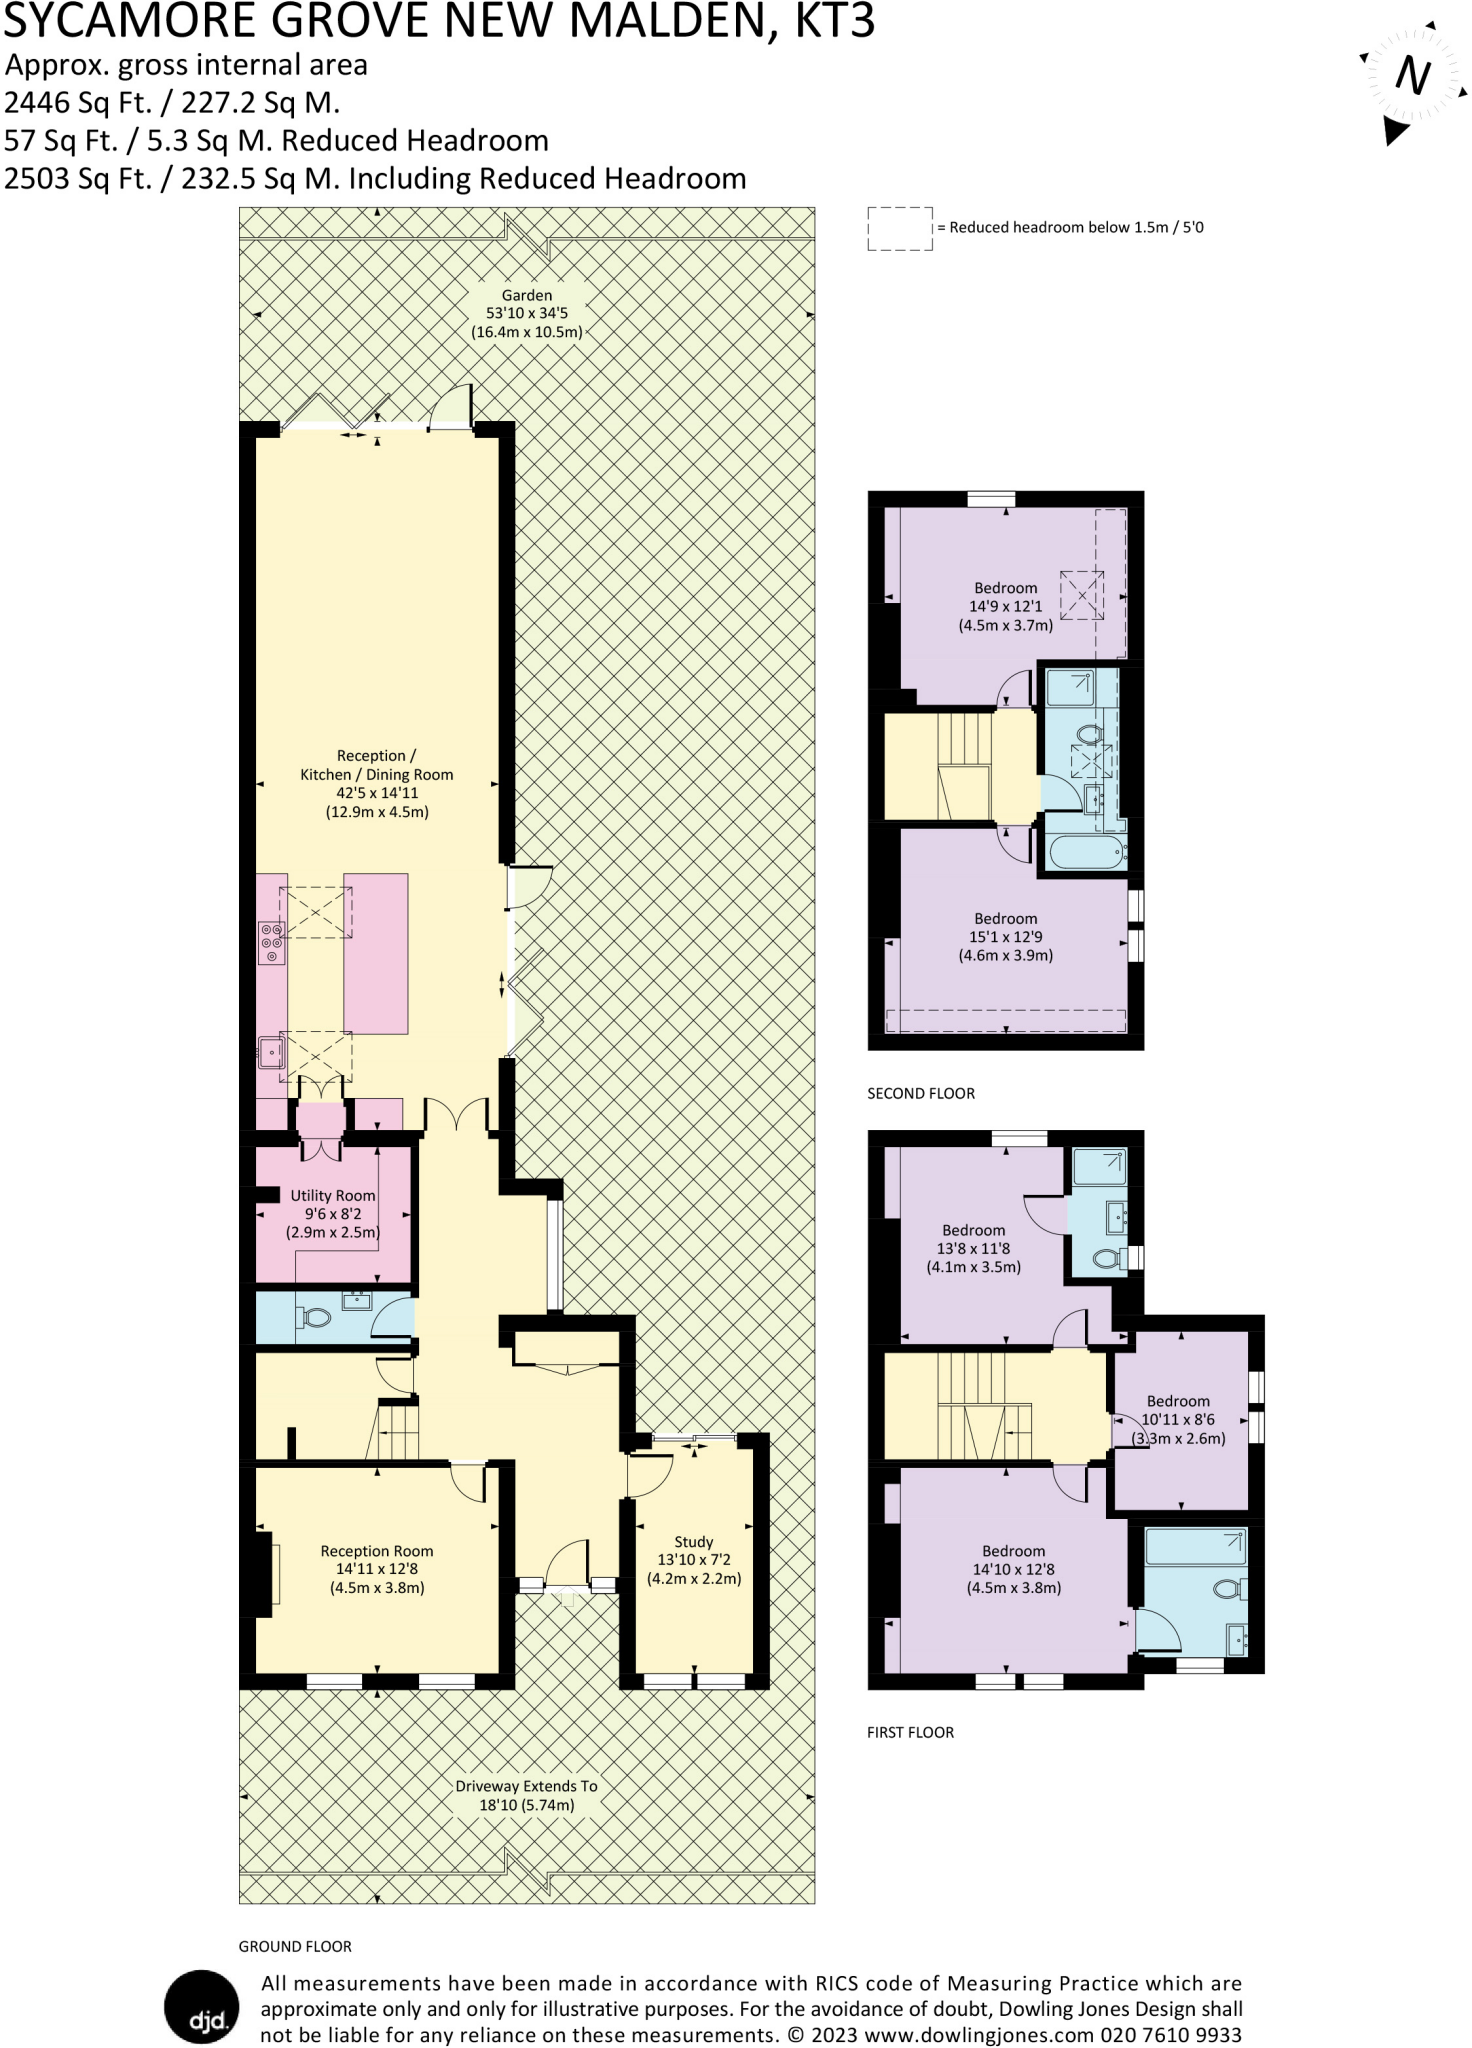 SYCAMORE GROVE NEW MALDEN, KT3
Approx. gross internal area
2446 Sq Ft. / 227.2 Sq M.
57 Sq Ft. / 5.3 Sq M. Reduced Headroom
2503 Sq Ft. / 232.5 Sq M. Including Reduced Headroom
N
= Reduced headroom below 1.5m / 5'0
Garden
53'10 x 34'5
(16.4m x 10.5m)
Reception /
Kitchen / Dining Room
42'5 x 14'11
(12.9m x 4.5m)
Utility Room
9'6 x 8'2
(2.9m x 2.5m)
Reception Room
14'11 x 12'8
(4.5m x 3.8m)
Study
13'10 x 7'2
(4.2m x 2.2m)
Driveway Extends To
18'10 (5.74m)
GROUND FLOOR
Bedroom
14'9 x 12'1
(4.5m x 3.7m)
Bedroom
15'1 x 12'9
(4.6m x 3.9m)
SECOND FLOOR
Bedroom
13'8 x 11'8
(4.1m x 3.5m)
Bedroom
10'11 x 8'6
(3.3m x 2.6m)
Bedroom
14'10 x 12'8
(4.5m x 3.8m)
FIRST FLOOR
djd.
All measurements have been made in accordance with RICS code of Measuring Practice which are
approximate only and only for illustrative purposes. For the avoidance of doubt, Dowling Jones Design shall
not be liable for any reliance on these measurements. © 2023 www.dowlingjones.com 020 7610 9933